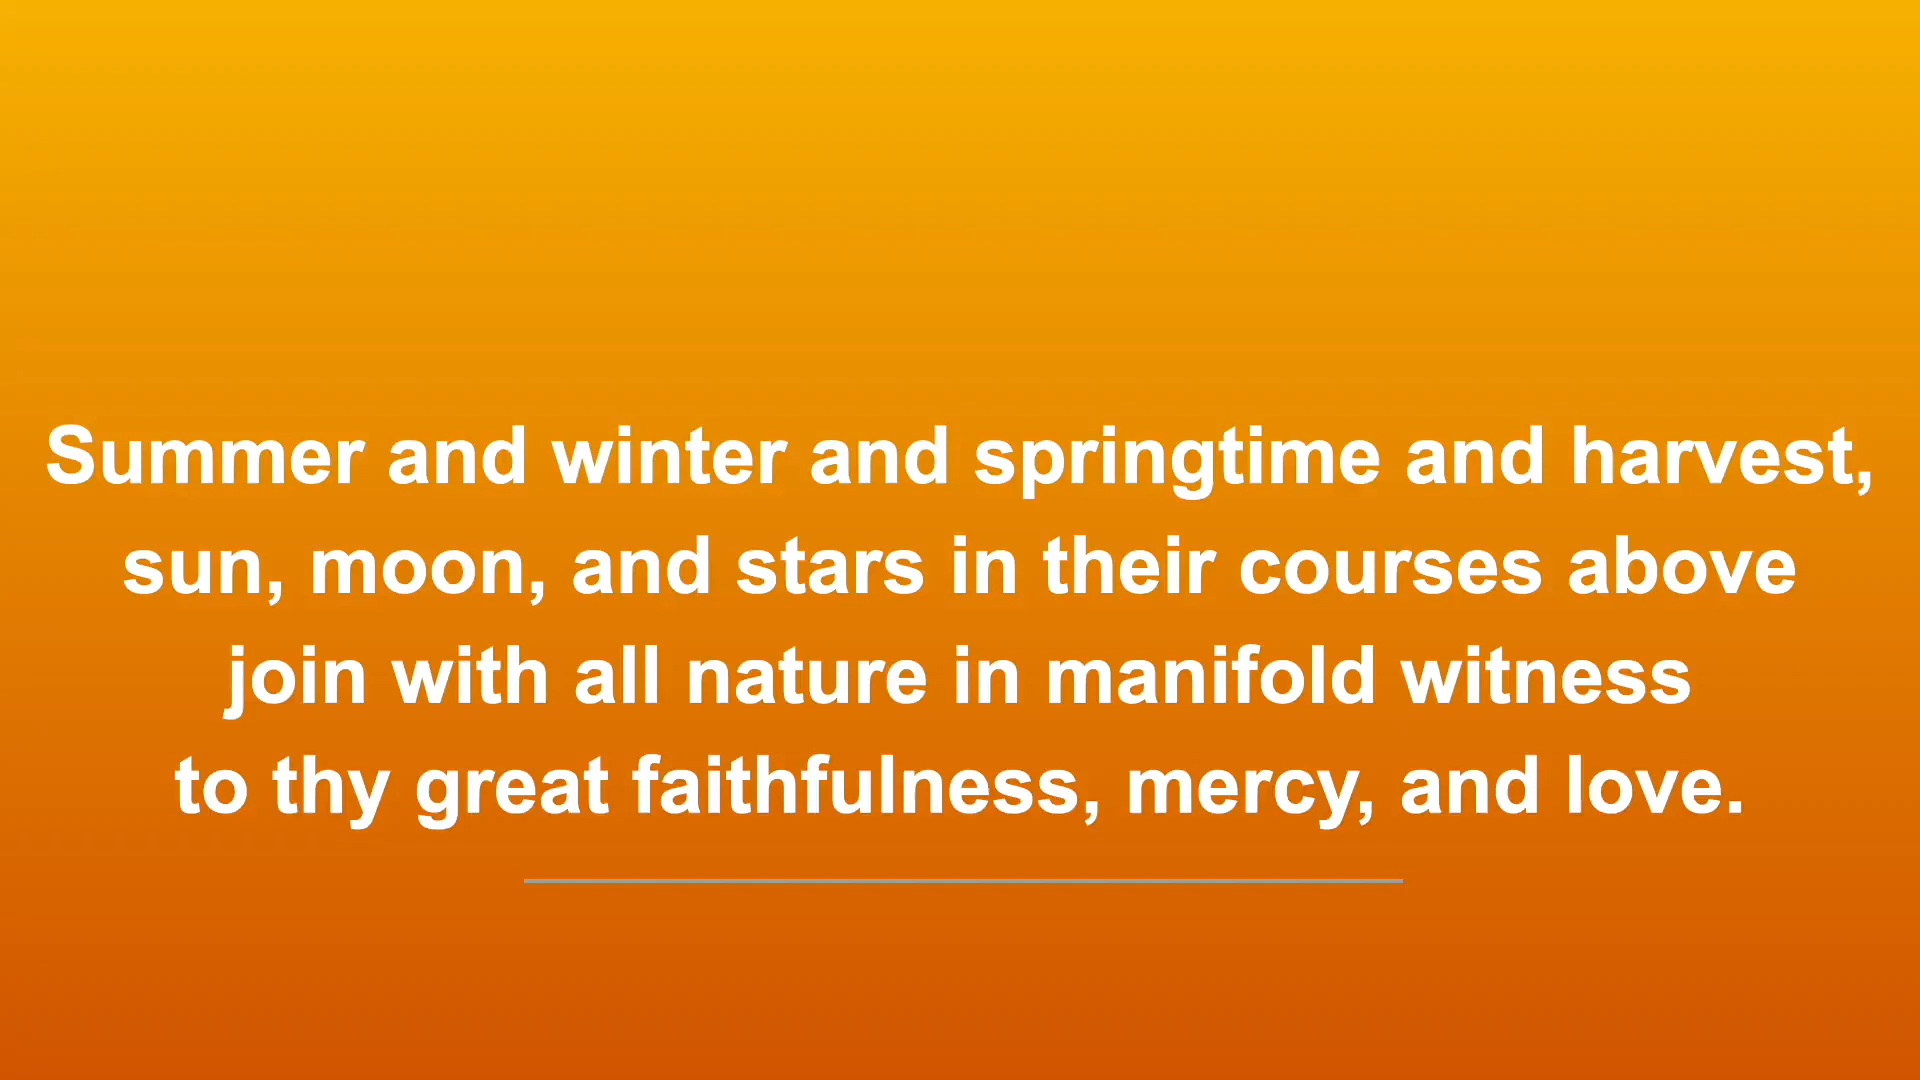 Summer and winter and springtime and harvest,
sun, moon, and stars in their courses above
join with all nature in manifold witness
to thy great faithfulness, mercy, and love.